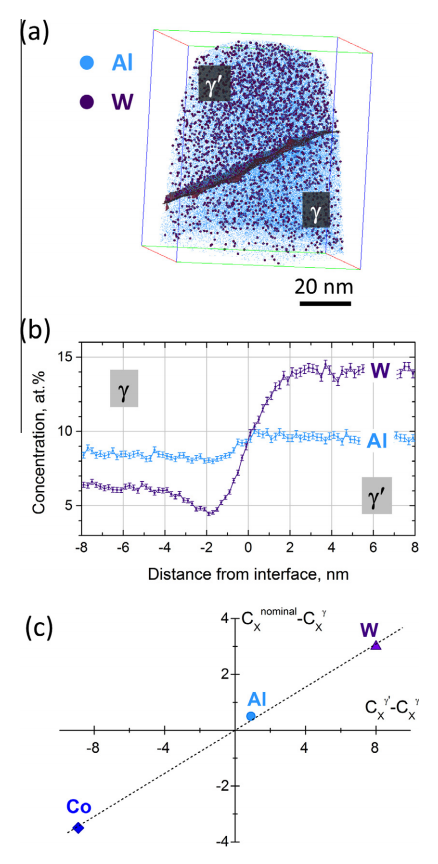 (a)
Al
W
γ′
γ
20 nm
(b)
Concentration, at.%
15
10
5
γ
W
Al
γ′
-8 -6 -4 -2 0 2 4 6 8
Distance from interface, nm
(c)
4
C_X^nominal-C_X^γ
W
2
Al
C_X^γ′-C_X^γ
-8 -4 4 8
-2
Co
-4